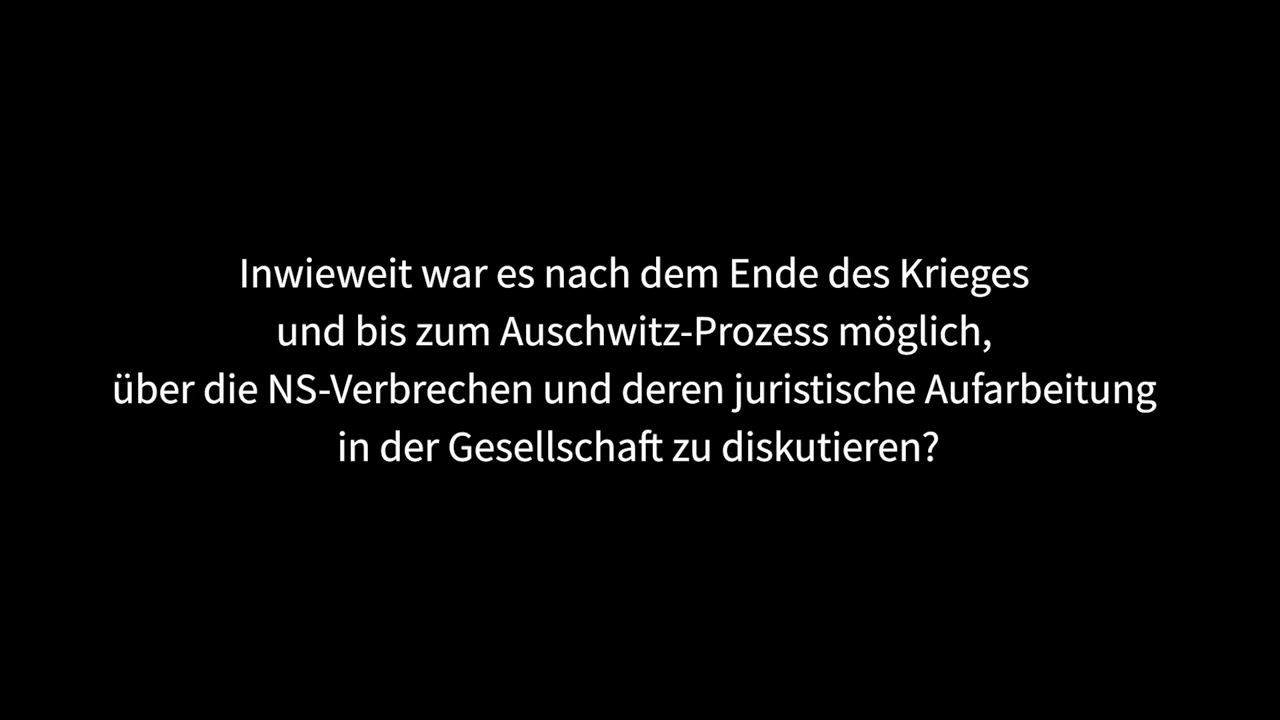 Inwieweit war es nach dem Ende des Krieges
und bis zum Auschwitz-Prozess möglich,
über die NS-Verbrechen und deren juristische Aufarbeitung
in der Gesellschaft zu diskutieren?